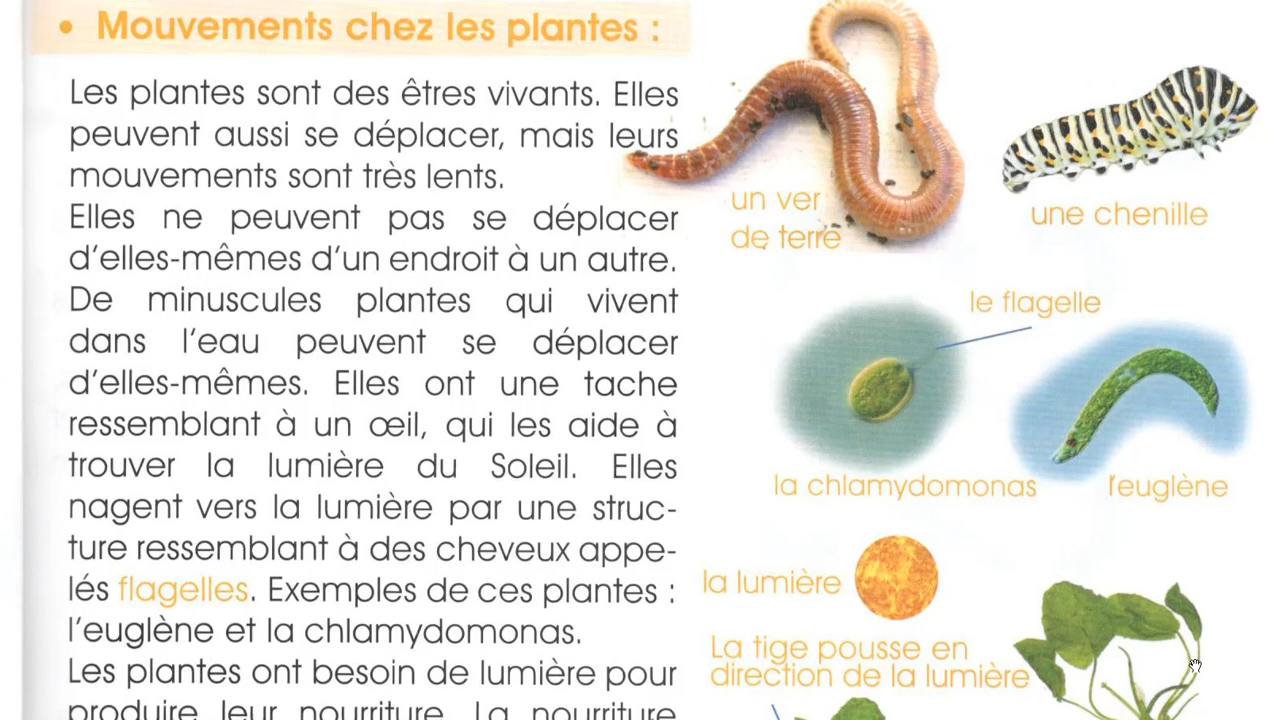 • Mouvements chez les plantes :
Les plantes sont des êtres vivants. Elles
peuvent aussi se déplacer, mais leurs
mouvements sont très lents.
Elles ne peuvent pas se déplacer
d'elles-mêmes d'un endroit à un autre.
De minuscules plantes qui vivent
dans l'eau peuvent se déplacer
d'elles-mêmes. Elles ont une tache
ressemblant à un œil, qui les aide à
trouver la lumière du Soleil. Elles
nagent vers la lumière par une struc-
ture ressemblant à des cheveux appe-
lés flagelles. Exemples de ces plantes :
l'euglène et la chlamydomonas.
Les plantes ont besoin de lumière pour
produire leur nourriture. La nourriture
un ver
de terre
une chenille
le flagelle
la chlamydomonas
l'euglène
la lumière
La tige pousse en
direction de la lumière